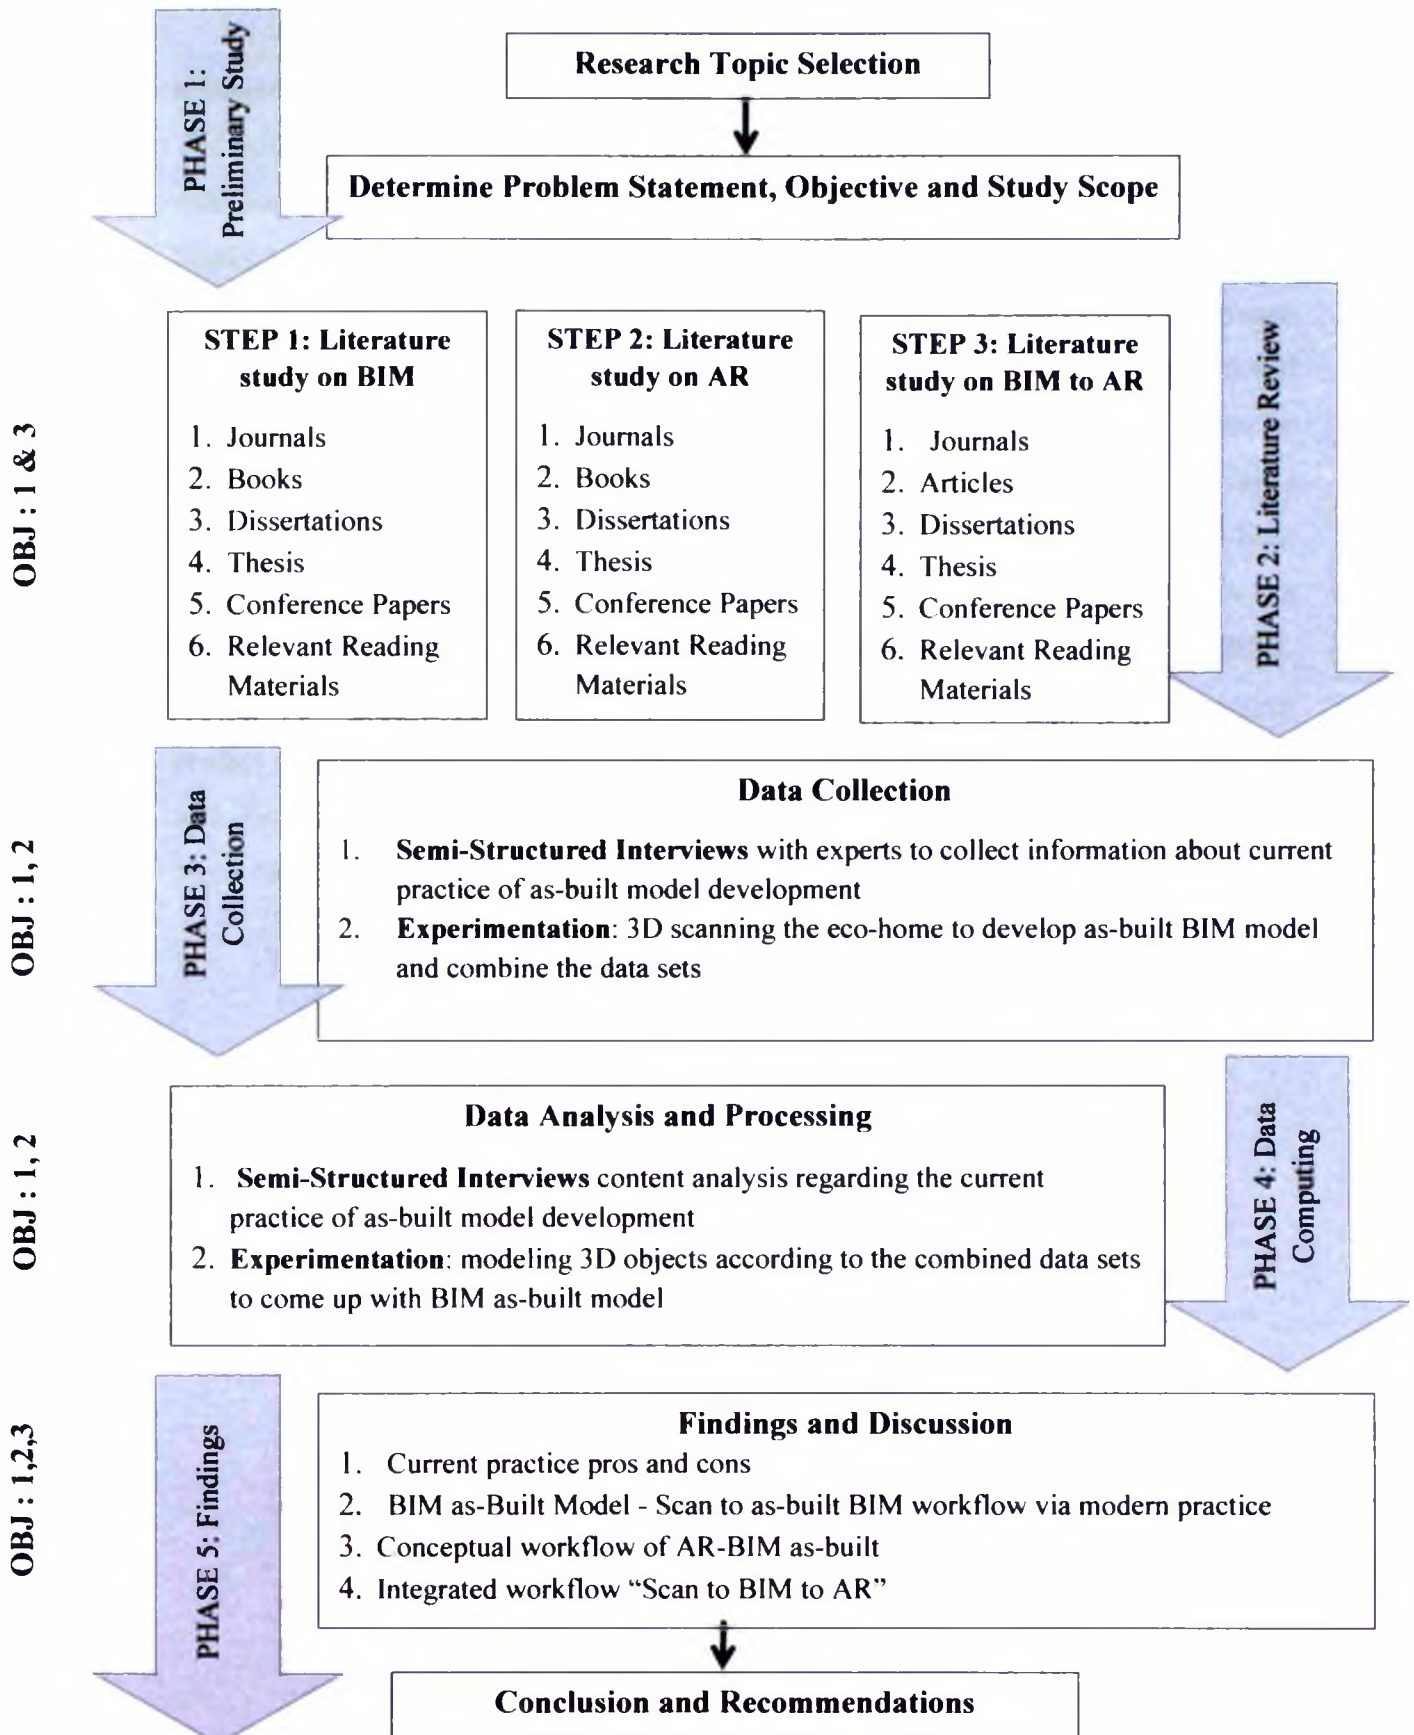 PHASE 1:
Preliminary Study
Research Topic Selection
Determine Problem Statement, Objective and Study Scope
OBJ : 1 & 3
STEP 1: Literature
study on BIM
1. Journals
2. Books
3. Dissertations
4. Thesis
5. Conference Papers
6. Relevant Reading
Materials
STEP 2: Literature
study on AR
1. Journals
2. Books
3. Dissertations
4. Thesis
5. Conference Papers
6. Relevant Reading
Materials
STEP 3: Literature
study on BIM to AR
1. Journals
2. Articles
3. Dissertations
4. Thesis
5. Conference Papers
6. Relevant Reading
Materials
PHASE 2: Literature Review
OBJ : 1, 2
PHASE 3: Data
Collection
Data Collection
1. Semi-Structured Interviews with experts to collect information about current
practice of as-built model development
2. Experimentation: 3D scanning the eco-home to develop as-built BIM model
and combine the data sets
OBJ : 1, 2
Data Analysis and Processing
1. Semi-Structured Interviews content analysis regarding the current
practice of as-built model development
2. Experimentation: modeling 3D objects according to the combined data sets
to come up with BIM as-built model
PHASE 4: Data
Computing
OBJ : 1,2,3
PHASE 5: Findings
Findings and Discussion
1. Current practice pros and cons
2. BIM as-Built Model - Scan to as-built BIM workflow via modern practice
3. Conceptual workflow of AR-BIM as-built
4. Integrated workflow “Scan to BIM to AR”
Conclusion and Recommendations